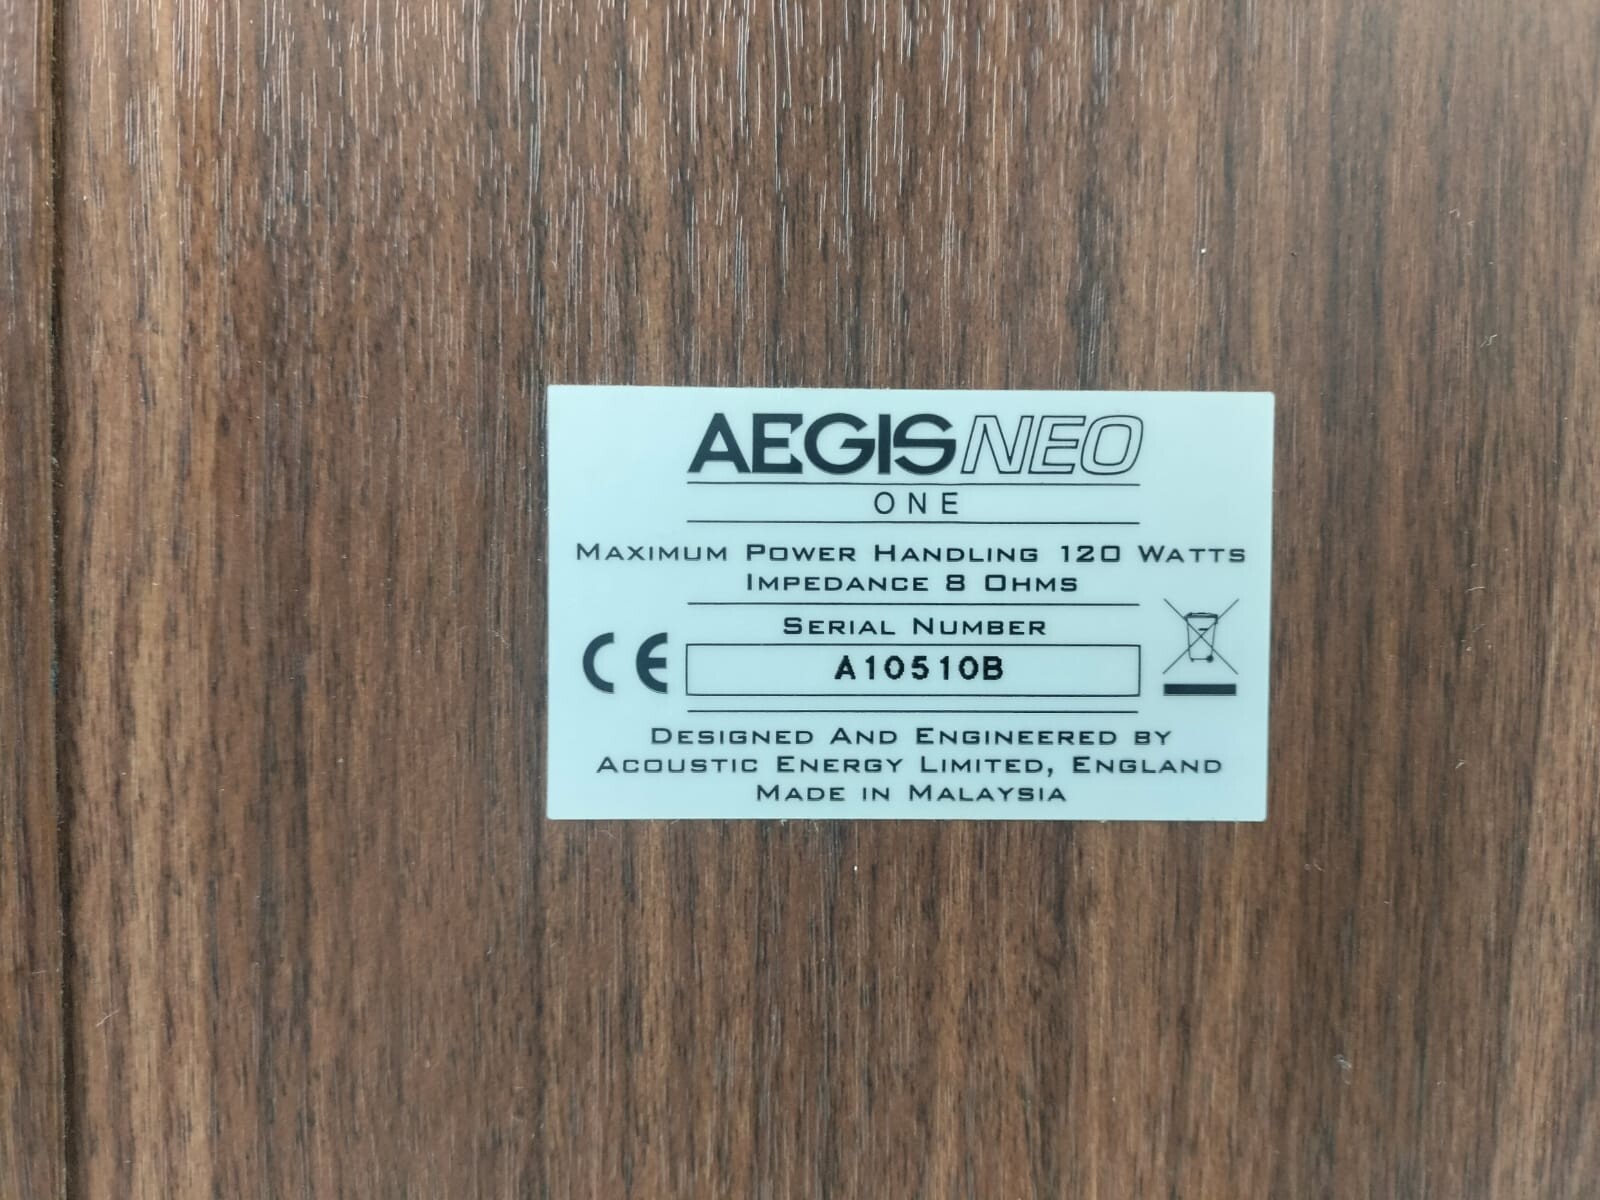 AEGIS NEO
ONE
MAXIMUM POWER HANDLING 120 WATTS
IMPEDANCE 8 OHMS
SERIAL NUMBER
CE
A10510B
DESIGNED AND ENGINEERED BY
ACOUSTIC ENERGY LIMITED, ENGLAND
MADE IN MALAYSIA